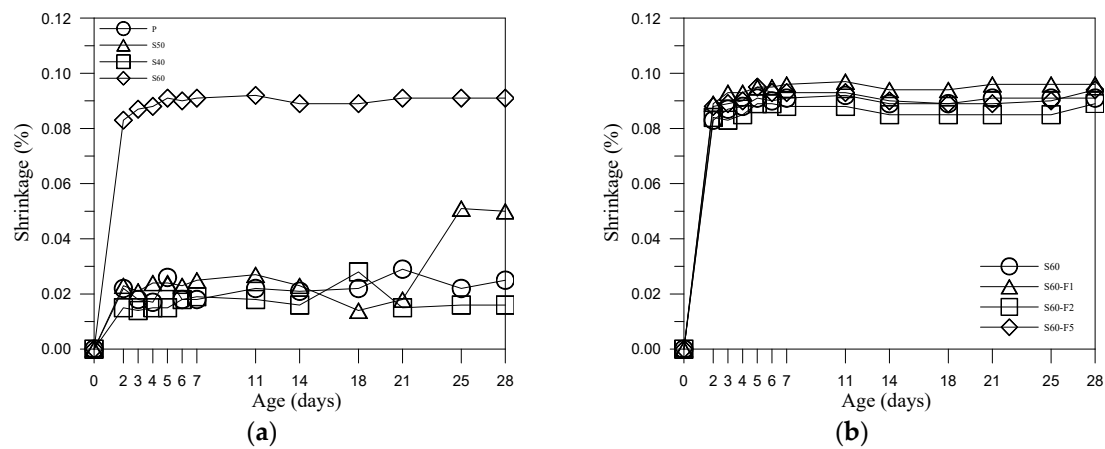 0.12
0.10
0.08
0.06
0.04
0.02
0.00
Shrinkage (%)
P
S50
S40
S60
0 2 3 4 5 6 7 11 14 18 21 25 28
Age (days)
(a)
0.12
0.10
0.08
0.06
0.04
0.02
0.00
Shrinkage (%)
S60
S60-F1
S60-F2
S60-F5
0 2 3 4 5 6 7 11 14 18 21 25 28
Age (days)
(b)